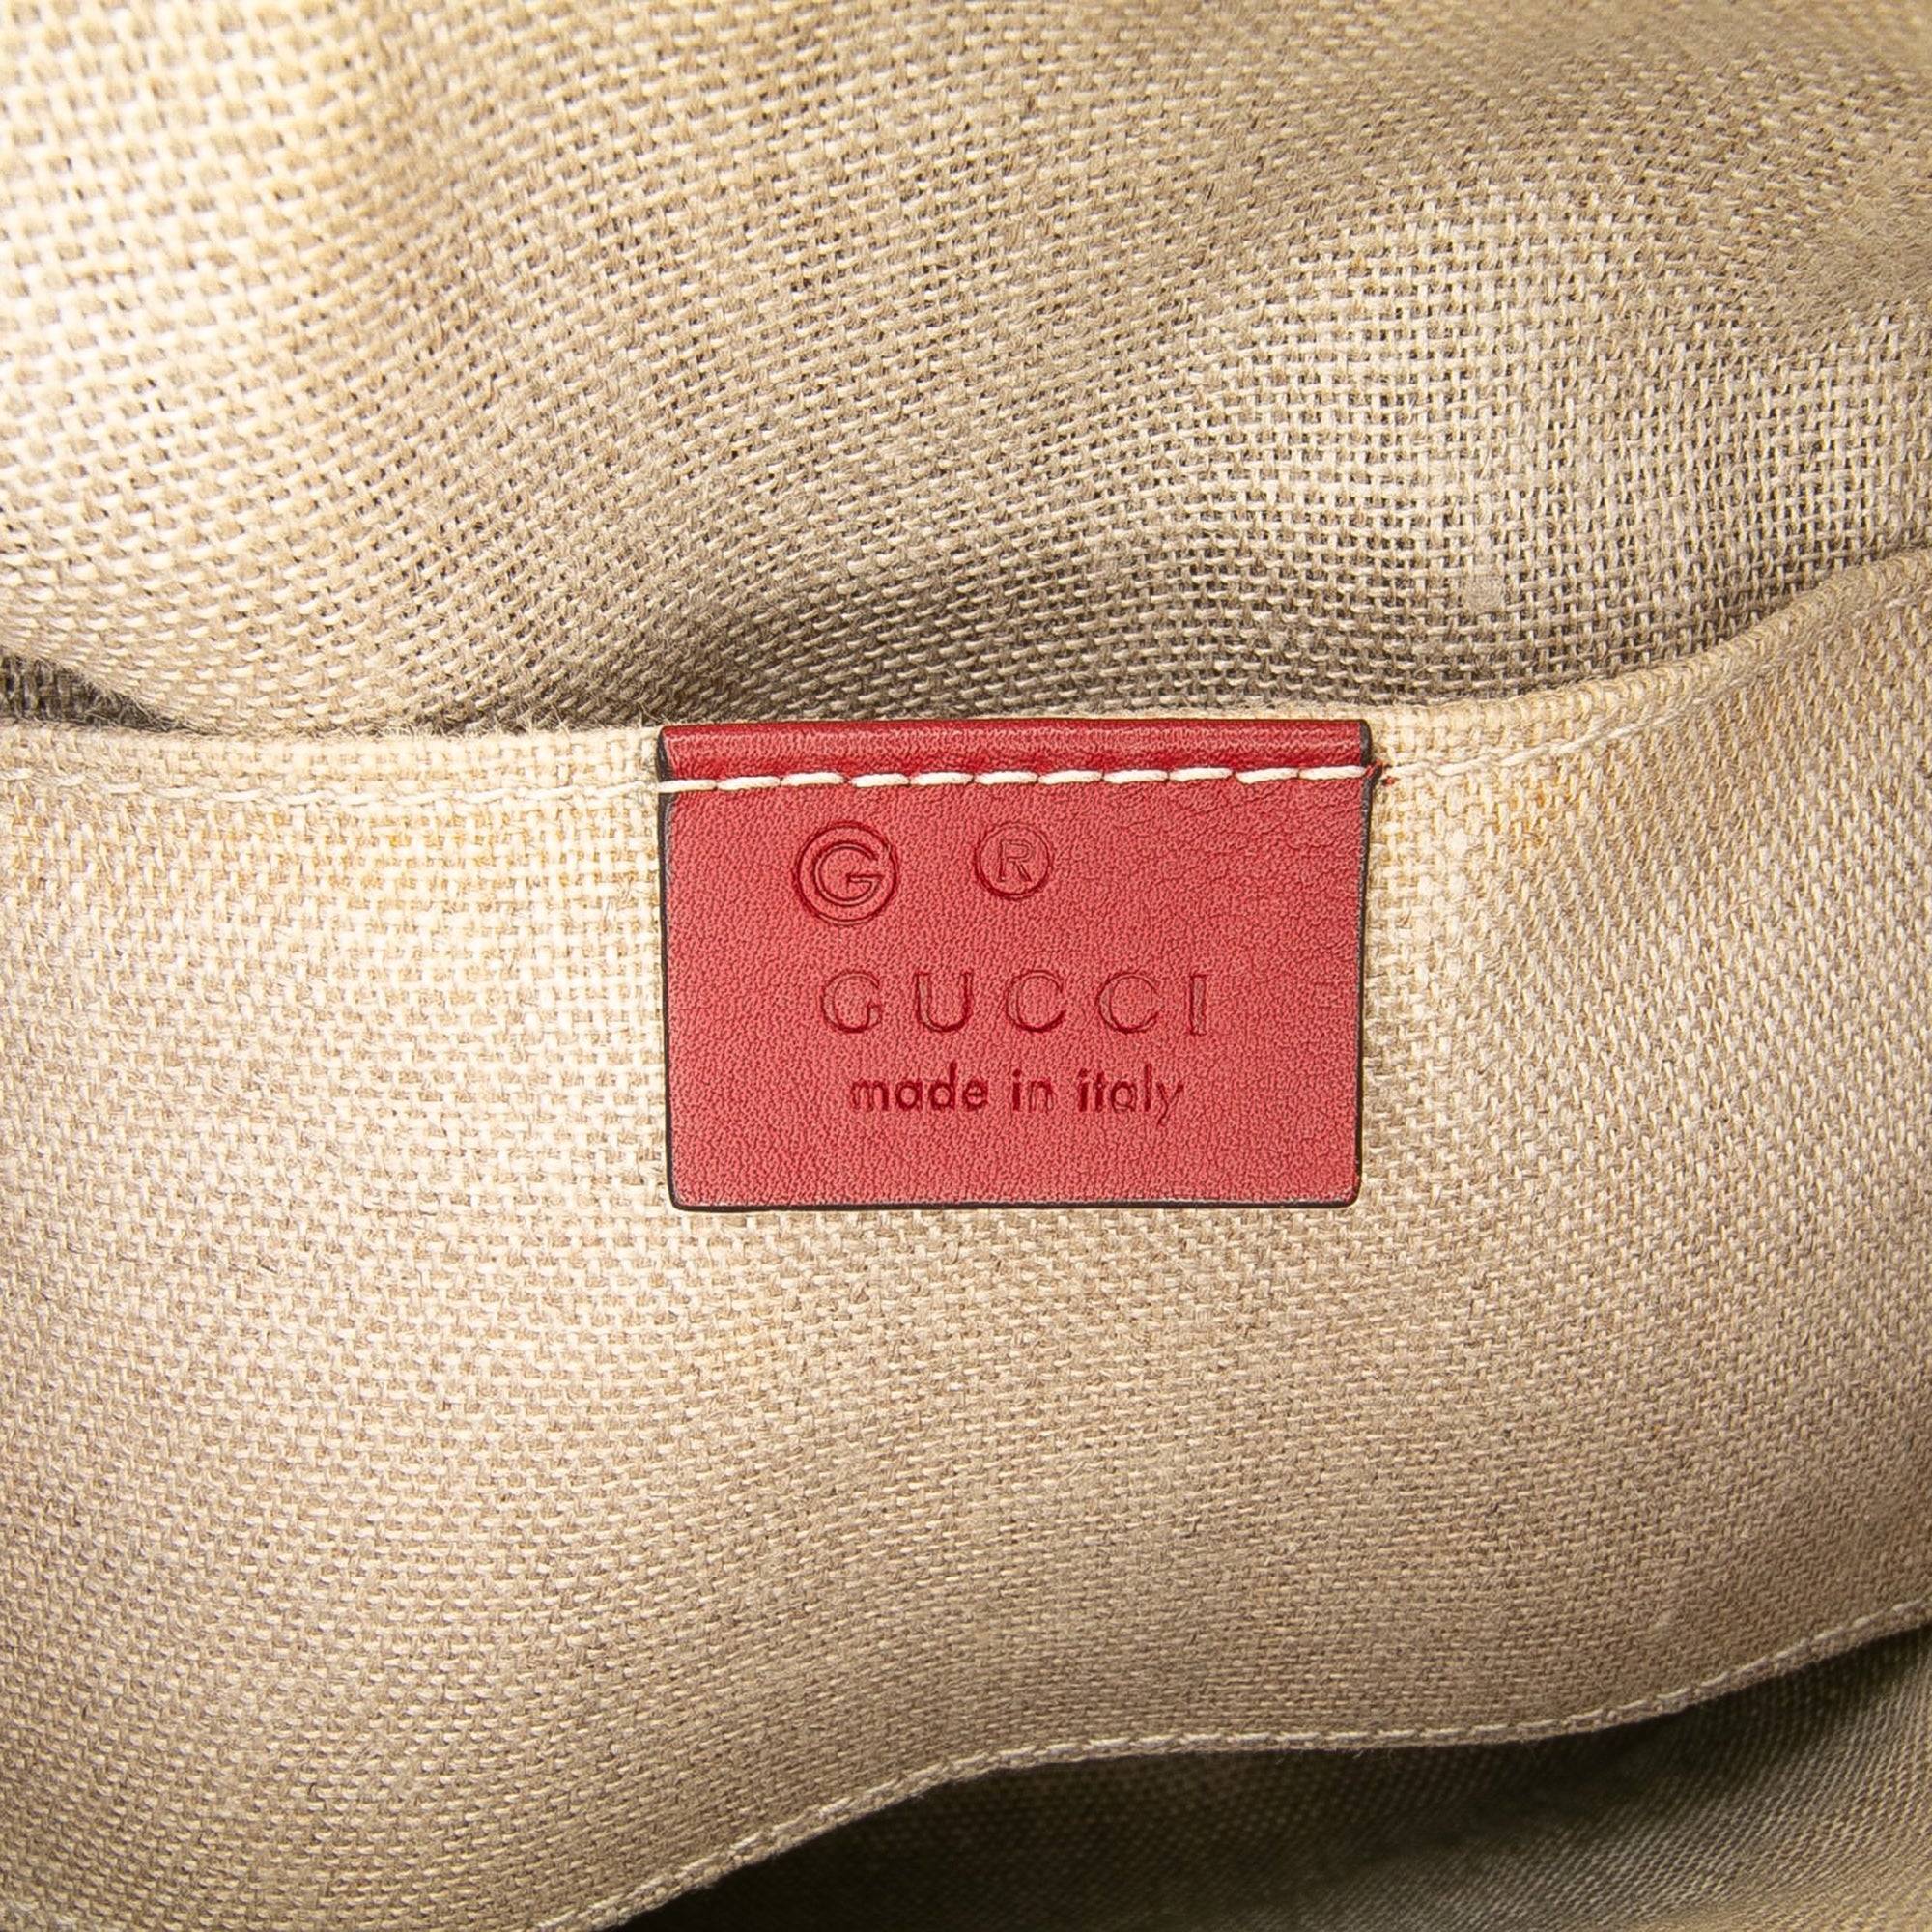 Ⓖ ®
GUCCI
made in italy